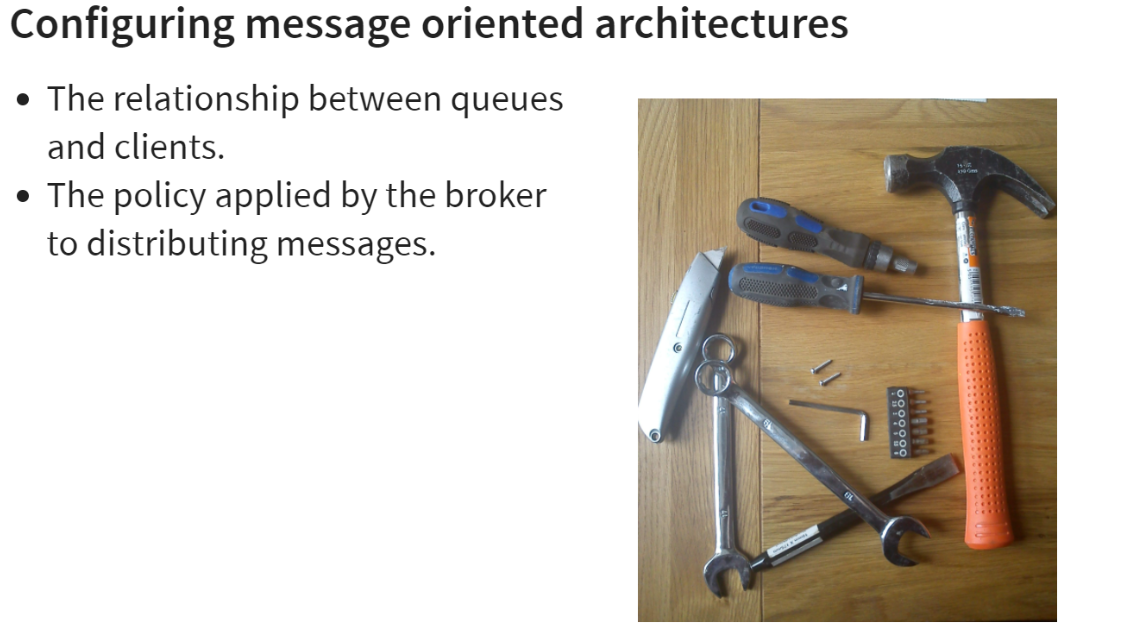 Configuring message oriented architectures
• The relationship between queues
and clients.
• The policy applied by the broker
to distributing messages.